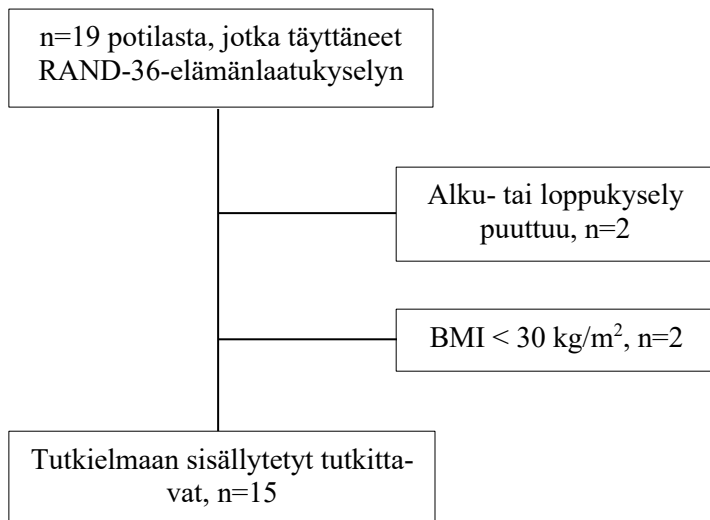 n=19 potilasta, jotka täyttäneet
RAND-36-elämänlaatukyselyn
Alku- tai loppukysely
puuttuu, n=2
BMI < 30 kg/m², n=2
Tutkielmaan sisällytetyt tutkitta-
vat, n=15